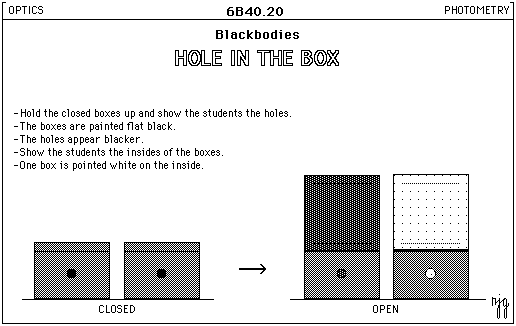 OPTICS
6B40.20
PHOTOMETRY
Blackbodies
HOLE IN THE BOX
-Hold the closed boxes up and show the students the holes.
-The boxes are painted flat black.
-The holes appear blacker.
-Show the students the insides of the boxes.
-One box is pointed white on the inside.
CLOSED
OPEN